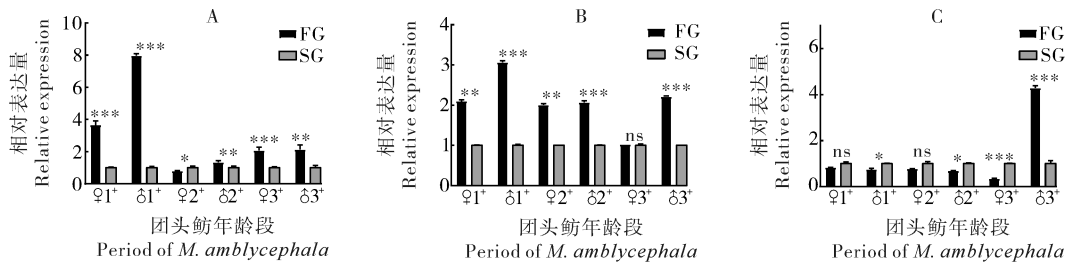 A
相对表达量
Relative expression
10
8
6
4
2
0
FG
SG
***
***
*
**
***
**
♀1⁺
♂1⁺
♀2⁺
♂2⁺
♀3⁺
♂3⁺
团头鲂年龄段
Period of M. amblycephala
B
相对表达量
Relative expression
4
3
2
1
0
FG
SG
**
***
**
***
ns
***
♀1⁺
♂1⁺
♀2⁺
♂2⁺
♀3⁺
♂3⁺
团头鲂年龄段
Period of M. amblycephala
C
相对表达量
Relative expression
6
4
2
0
FG
SG
ns
*
ns
*
***
***
♀1⁺
♂1⁺
♀2⁺
♂2⁺
♀3⁺
♂3⁺
团头鲂年龄段
Period of M. amblycephala